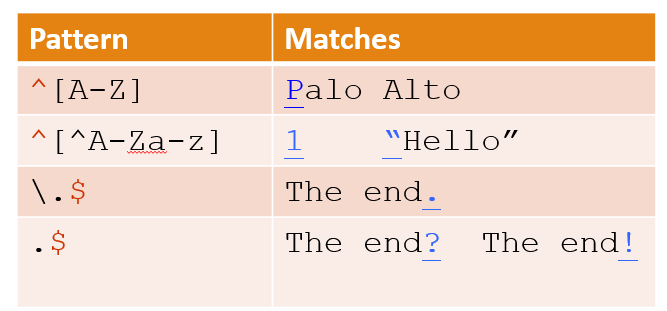 Pattern Matches
^[A-Z] Palo Alto
^[^A-Za-z] 1 “Hello”
\.$ The end.
.$ The end? The end!